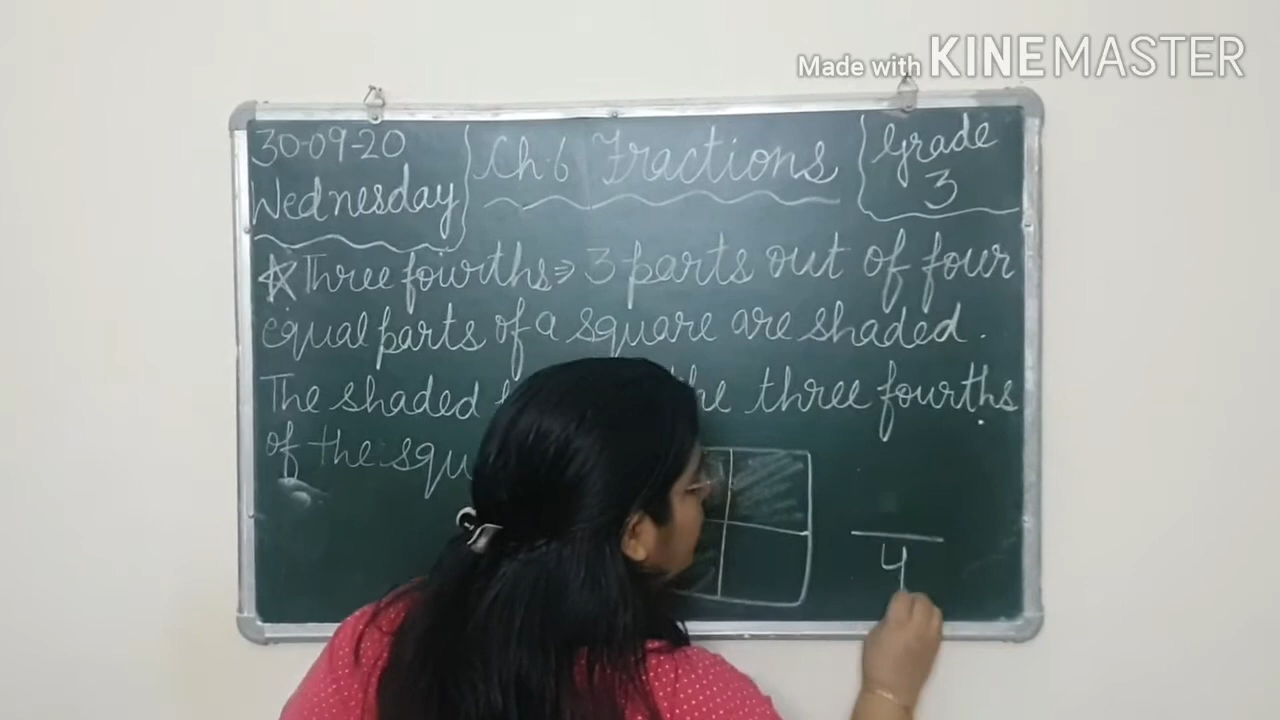 Made with KINEMASTER
30-09-20
Wednesday
Ch-6 Fractions
Grade
3
Three fourths ⇒ 3 parts out of four
equal parts of a square are shaded.
The shaded the three fourths
of the squ
4